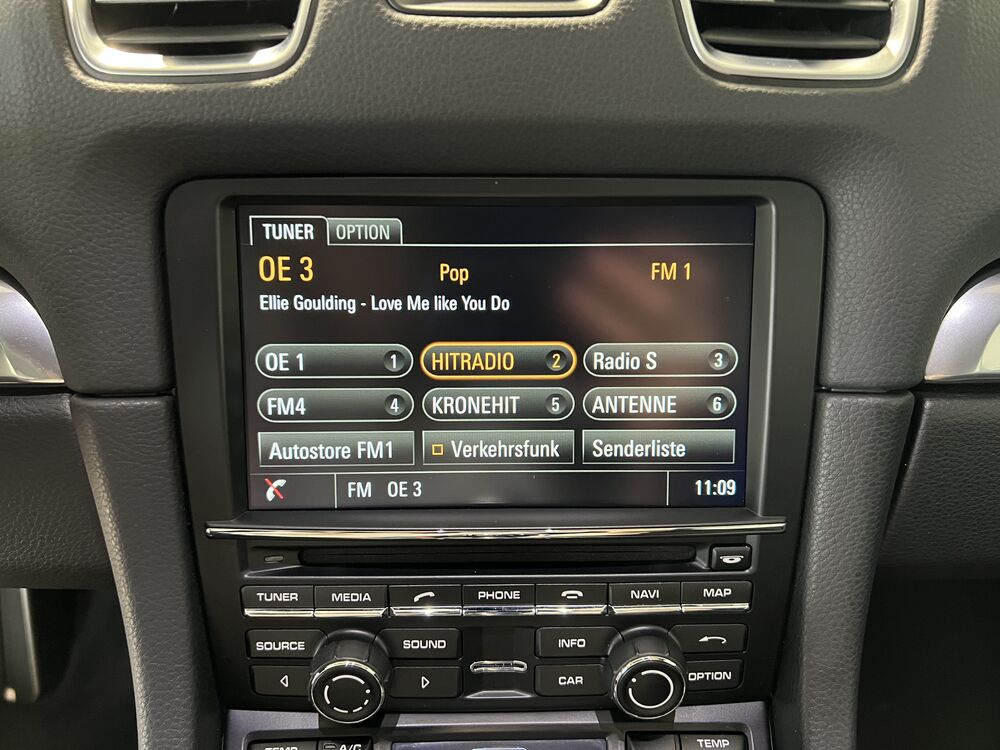 TUNER OPTION
OE 3 Pop FM 1
Ellie Goulding - Love Me like You Do
OE 1 1 HITRADIO 2 Radio S 3
FM4 4 KRONEHIT 5 ANTENNE 6
Autostore FM1 Verkehrsfunk Senderliste
FM OE 3 11:09
TUNER MEDIA PHONE NAVI MAP
SOURCE SOUND INFO
CAR OPTION
TEMP A/C TEMP